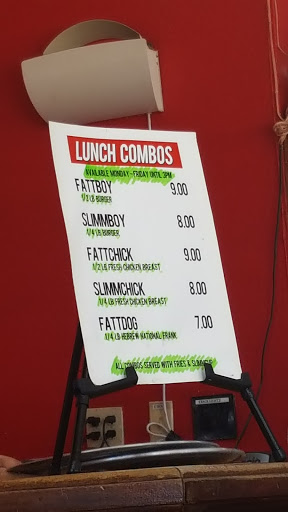 LUNCH COMBOS
AVAILABLE MONDAY - FRIDAY UNTIL 3PM
FATTBOY 9.00
1/2 LB BURGER
SLIMMBOY 8.00
1/4 LB BURGER
FATTCHICK 9.00
1/2 LB FRESH CHICKEN BREAST
SLIMMCHICK 8.00
1/4 LB FRESH CHICKEN BREAST
FATTDOG 7.00
1/4 LB HEBREW NATIONAL FRANK
ALL COMBOS SERVED WITH FRIES &